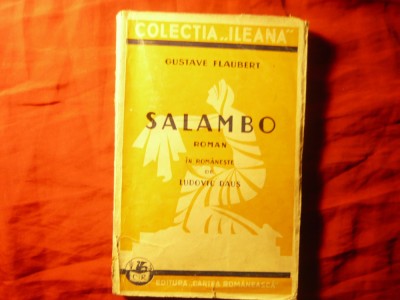 COLECTIA „ILEANA"
GUSTAVE FLAUBERT
SALAMBO
ROMAN
ÎN ROMÂNEȘTE
DE
LUDOVIC DAUȘ
EDITURA „CARTEA ROMÂNEASCĂ"